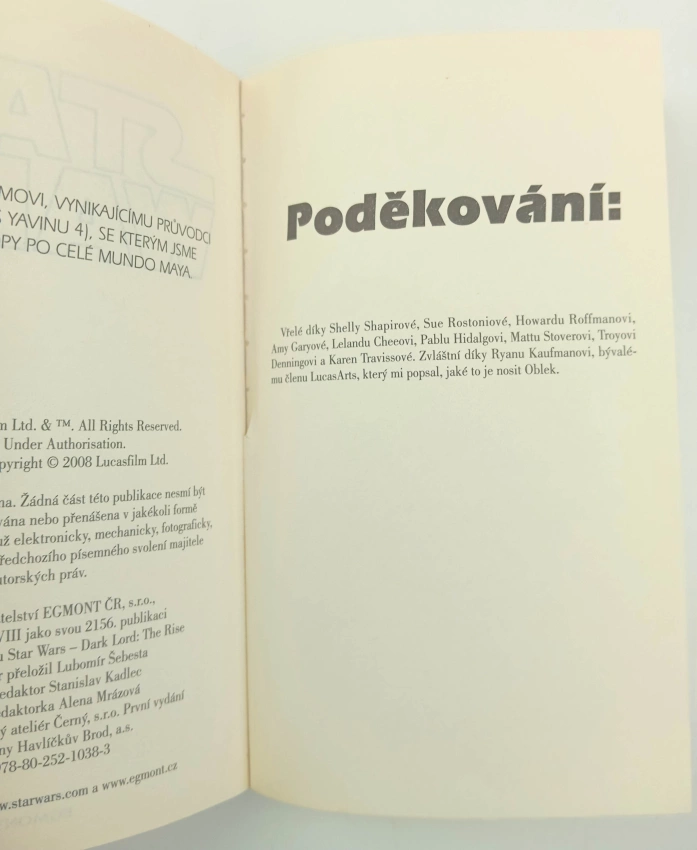 MOVI, VYNIKAJÍCÍMU PRŮVODCI
YAVINU 4), SE KTERÝM JSME
PY PO CELÉ MUNDO MAYA.
Ltd. & ™. All Rights Reserved.
Under Authorisation.
pyright © 2008 Lucasfilm Ltd.
na. Žádná část této publikace nesmí být
vána nebo přenášena v jakékoli formě
už elektronicky, mechanicky, fotograficky,
ředchozího písemného svolení majitele
utorských práv.
telství EGMONT ČR, s.r.o.,
VIII jako svou 2156. publikaci
u Star Wars – Dark Lord: The Rise
r přeložil Lubomír Šebesta
edaktor Stanislav Kadlec
daktorka Alena Mrázová
ý ateliér Černý, s.r.o. První vydání
ny Havlíčkův Brod, a.s.
978-80-252-1038-3
w.starwars.com a www.egmont.cz
Poděkování:
Vřelé díky Shelly Shapirové, Sue Rostoniové, Howardu Roffmanovi,
Amy Garyové, Lelandu Cheeovi, Pablu Hidalgovi, Mattu Stoverovi, Troyovi
Denningovi a Karen Travissové. Zvláštní díky Ryanu Kaufmanovi, bývalé-
mu členu LucasArts, který mi popsal, jaké to je nosit Oblek.